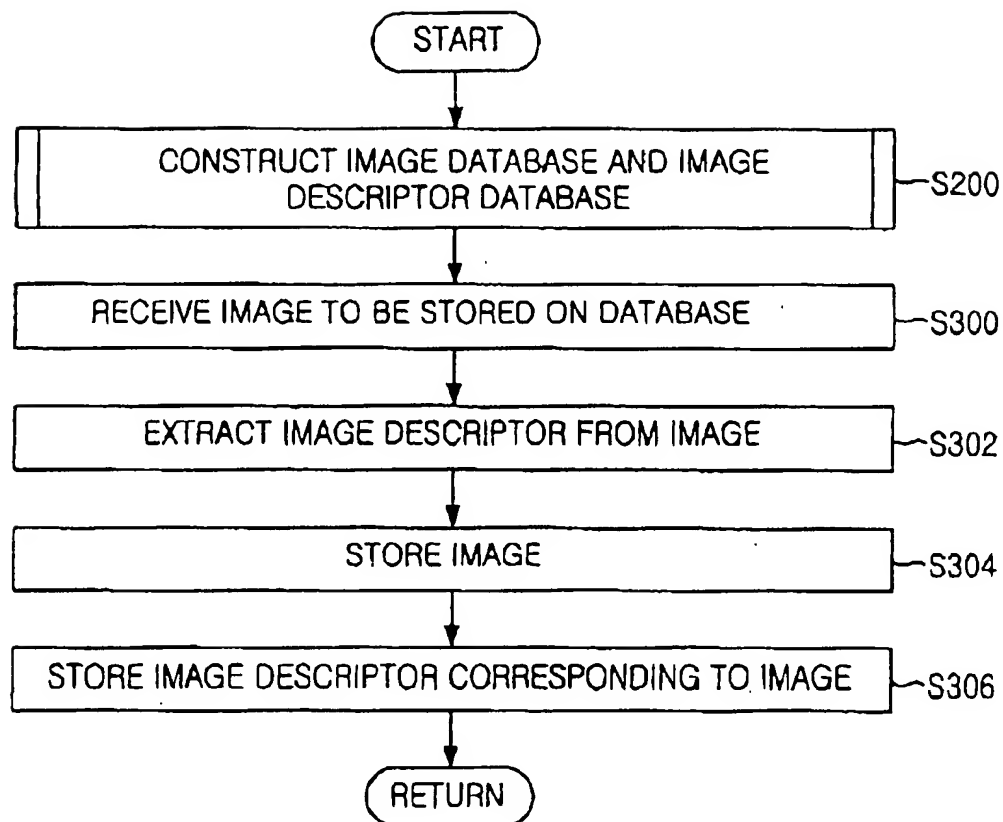 START
CONSTRUCT IMAGE DATABASE AND IMAGE
DESCRIPTOR DATABASE
S200
RECEIVE IMAGE TO BE STORED ON DATABASE
S300
EXTRACT IMAGE DESCRIPTOR FROM IMAGE
S302
STORE IMAGE
S304
STORE IMAGE DESCRIPTOR CORRESPONDING TO IMAGE
S306
RETURN